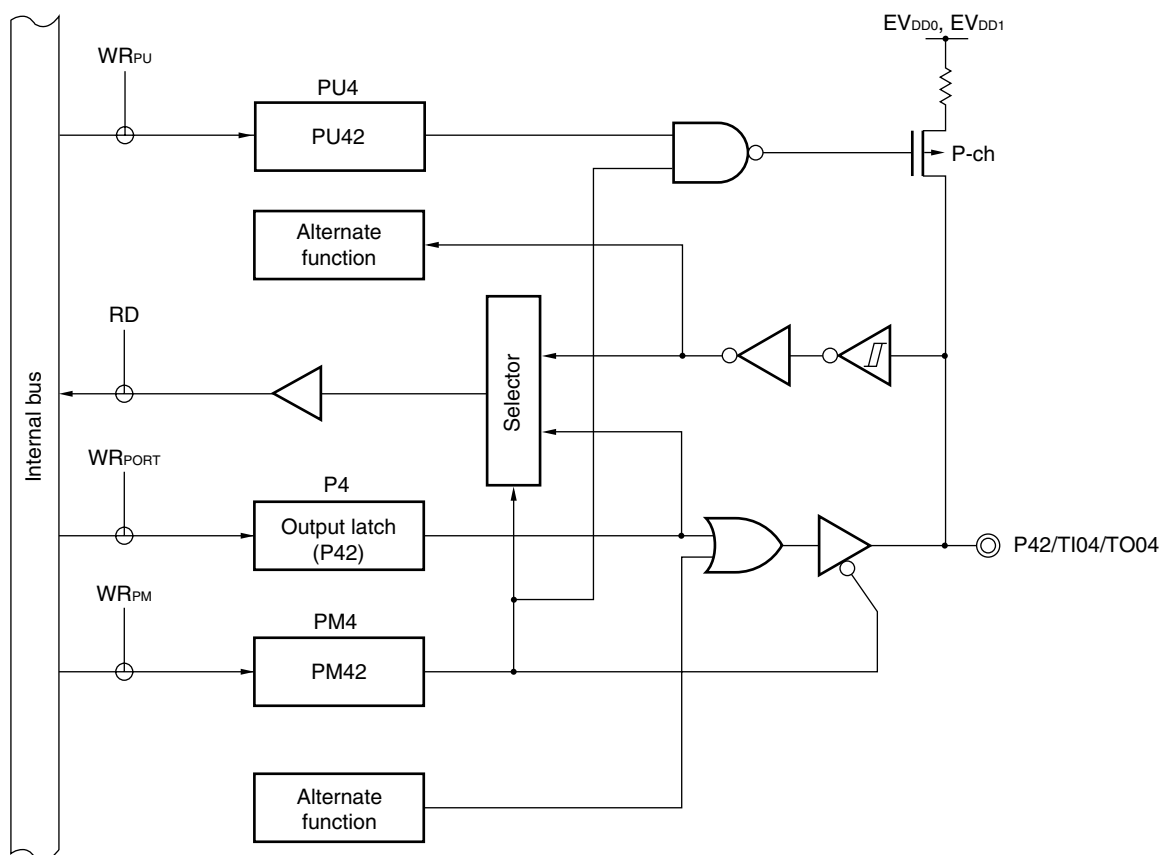 EVDD0, EVDD1
WRPU
PU4
PU42
P-ch
Alternate
function
RD
Selector
Internal bus
WRPORT
P4
Output latch
(P42)
P42/TI04/TO04
WRPM
PM4
PM42
Alternate
function